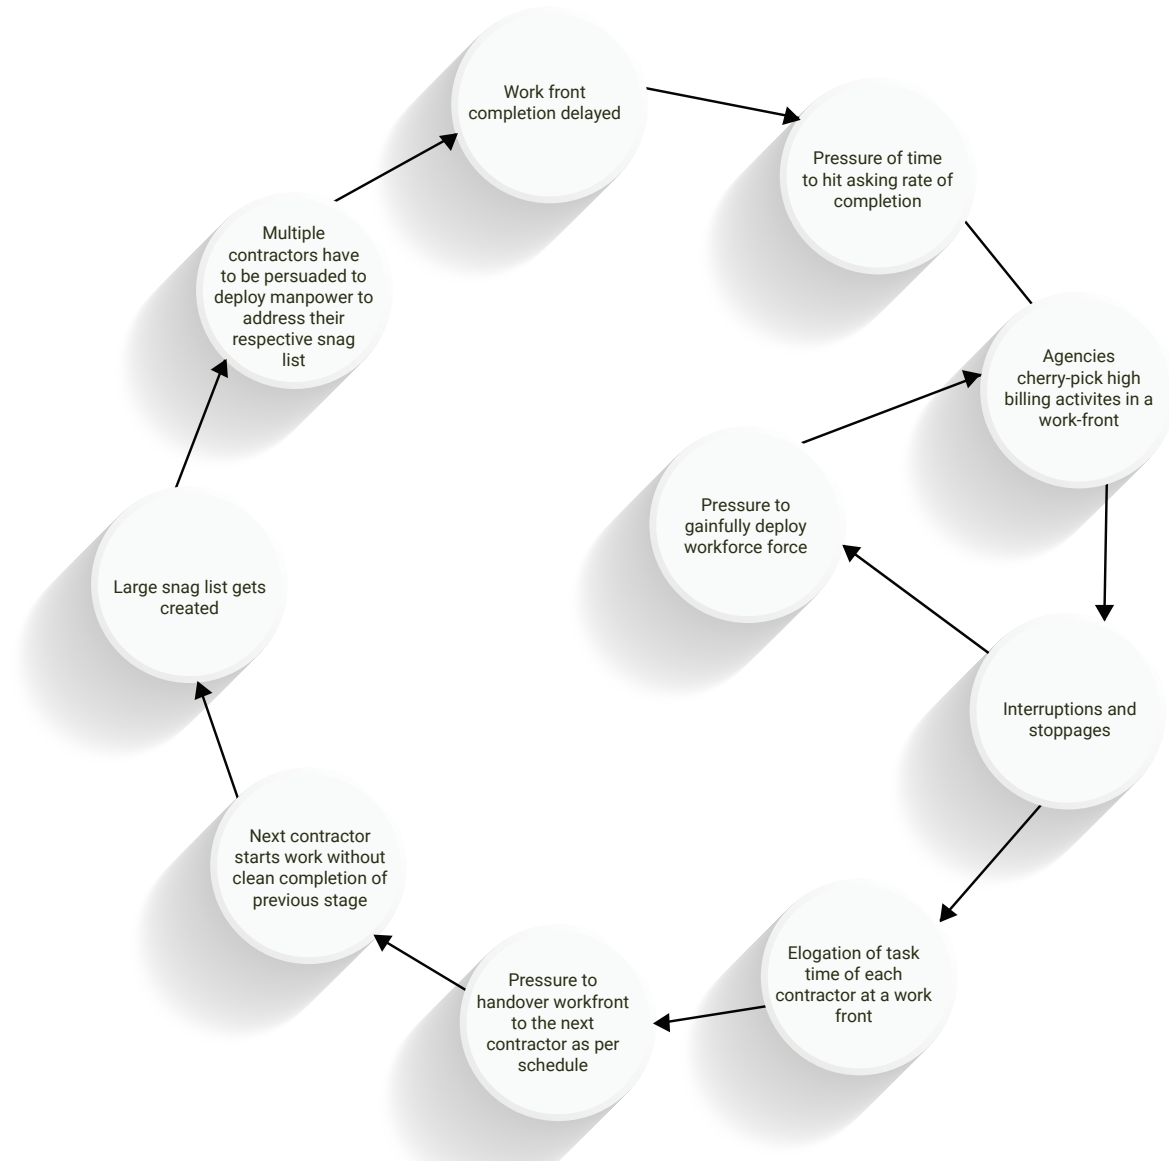 Work front
completion delayed
Pressure of time
to hit asking rate of
completion
Agencies
cherry-pick high
billing activites in a
work-front
Pressure to
gainfully deploy
workforce force
Interruptions and
stoppages
Elogation of task
time of each
contractor at a work
front
Pressure to
handover workfront
to the next
contractor as per
schedule
Next contractor
starts work without
clean completion of
previous stage
Large snag list gets
created
Multiple
contractors have
to be persuaded to
deploy manpower to
address their
respective snag
list